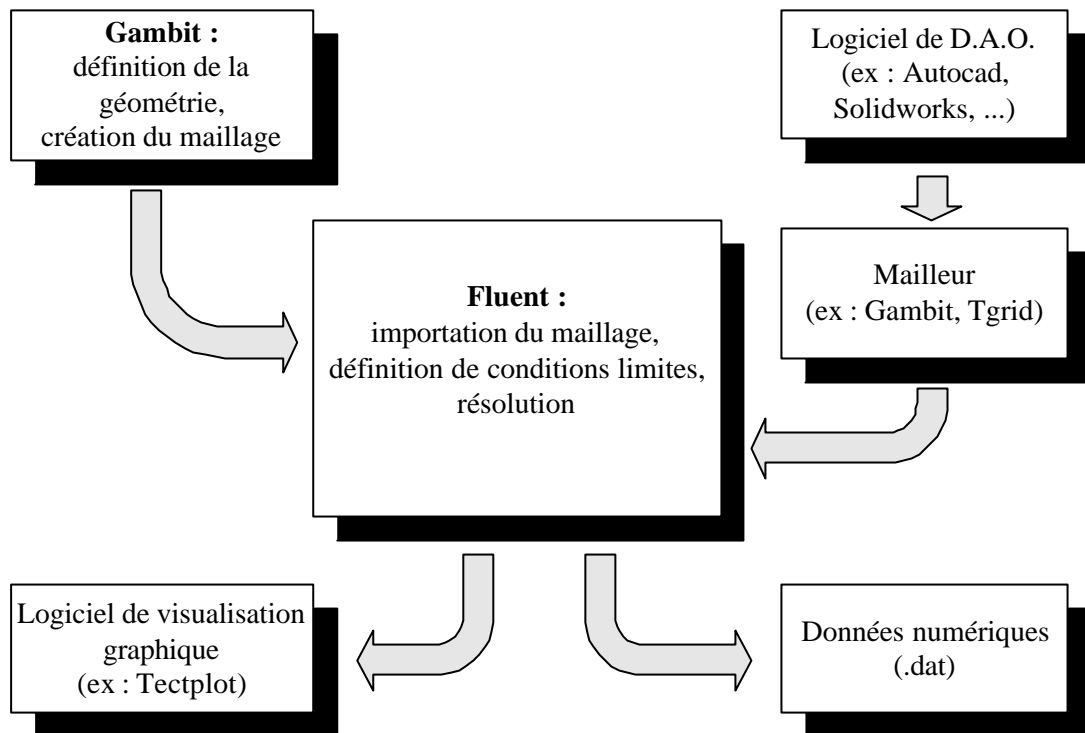 Gambit :
définition de la
géométrie,
création du maillage
Logiciel de D.A.O.
(ex : Autocad,
Solidworks, ...)
Mailleur
(ex : Gambit, Tgrid)
Fluent :
importation du maillage,
définition de conditions limites,
résolution
Logiciel de visualisation
graphique
(ex : Tectplot)
Données numériques
(.dat)